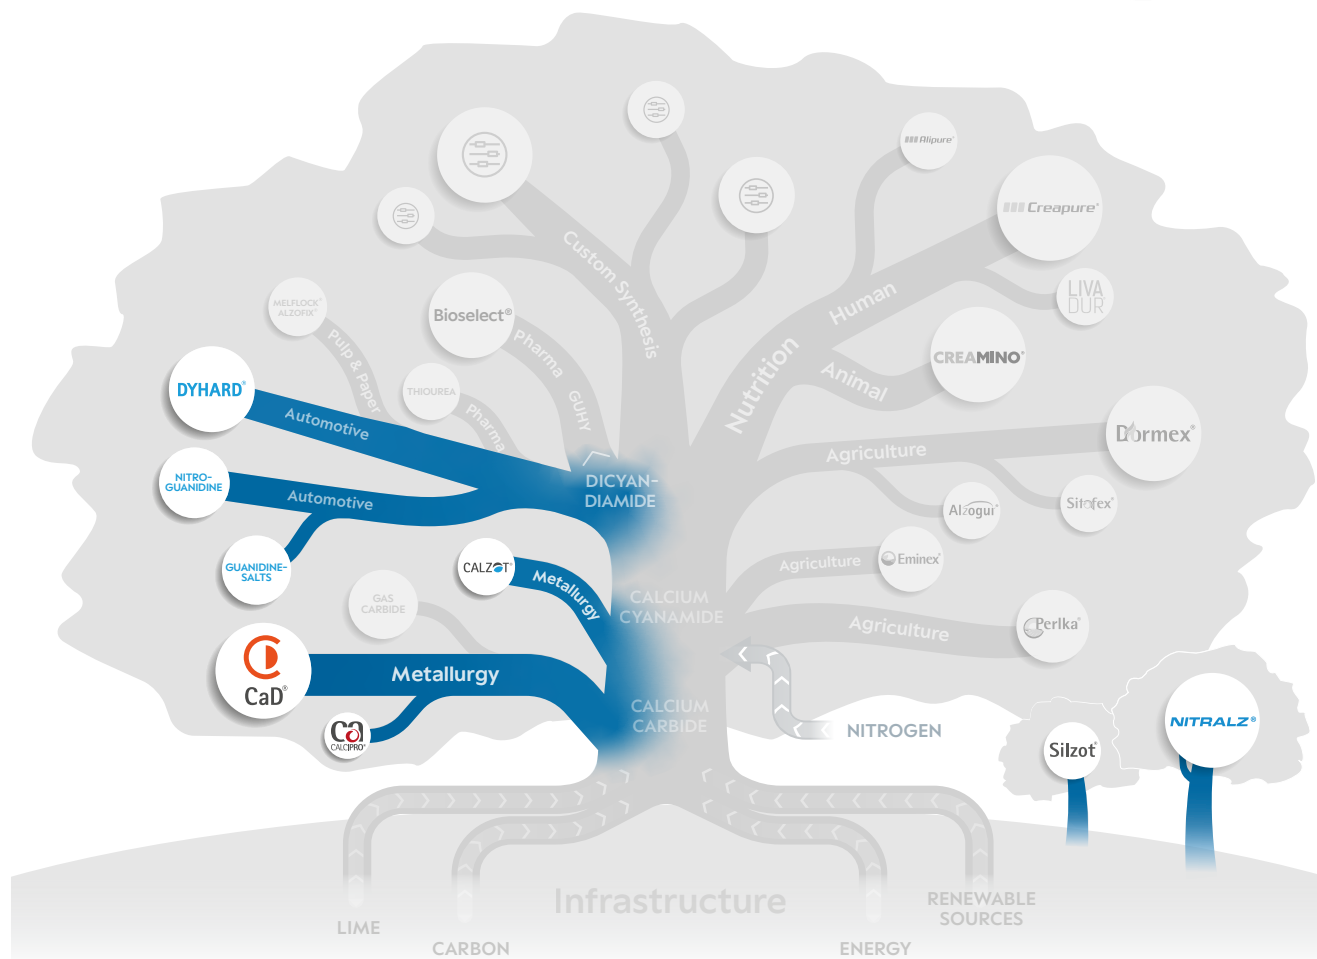 Alipure®
Creapure®
Custom Synthesis
Human
LIVA
DUR®
MELFLOCK®
ALZOFIX®
Bioselect®
Pulp & Paper
Pharma
GUHY
Nutrition
Animal
CREAMINO®
DYHARD®
Automotive
THIOUREA
Pharma
Dormex®
Agriculture
NITRO-
GUANIDINE
Automotive
DICYAN-
DIAMIDE
Alzogur®
Sitofex®
GUANIDINE-
SALTS
CALZOT®
Metallurgy
Agriculture
Eminex®
GAS
CARBIDE
CALCIUM
CYANAMIDE
Agriculture
Perlka®
CaD®
Metallurgy
CALCIUM
CARBIDE
ca
CALCIPRO®
NITROGEN
NITRALZ®
Silzot®
Infrastructure
RENEWABLE
SOURCES
LIME
CARBON
ENERGY